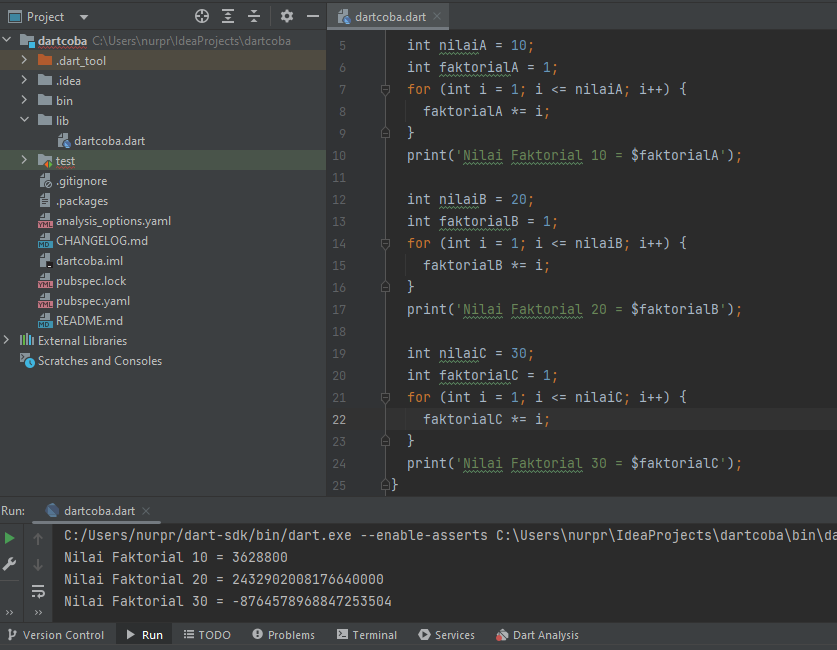 Project
dartcoba.dart
dartcoba C:\Users\nurpr\IdeaProjects\dartcoba
.dart_tool
.idea
bin
lib
dartcoba.dart
test
.gitignore
.packages
analysis_options.yaml
CHANGELOG.md
dartcoba.iml
pubspec.lock
pubspec.yaml
README.md
External Libraries
Scratches and Consoles
5 int nilaiA = 10;
6 int faktorialA = 1;
7 for (int i = 1; i <= nilaiA; i++) {
8 faktorialA *= i;
9 }
10 print('Nilai Faktorial 10 = $faktorialA');
11
12 int nilaiB = 20;
13 int faktorialB = 1;
14 for (int i = 1; i <= nilaiB; i++) {
15 faktorialB *= i;
16 }
17 print('Nilai Faktorial 20 = $faktorialB');
18
19 int nilaiC = 30;
20 int faktorialC = 1;
21 for (int i = 1; i <= nilaiC; i++) {
22 faktorialC *= i;
23 }
24 print('Nilai Faktorial 30 = $faktorialC');
25 }
Run: dartcoba.dart
C:/Users/nurpr/dart-sdk/bin/dart.exe --enable-asserts C:\Users\nurpr\IdeaProjects\dartcoba\bin\da
Nilai Faktorial 10 = 3628800
Nilai Faktorial 20 = 2432902008176640000
Nilai Faktorial 30 = -8764578968847253504
Version Control Run TODO Problems Terminal Services Dart Analysis